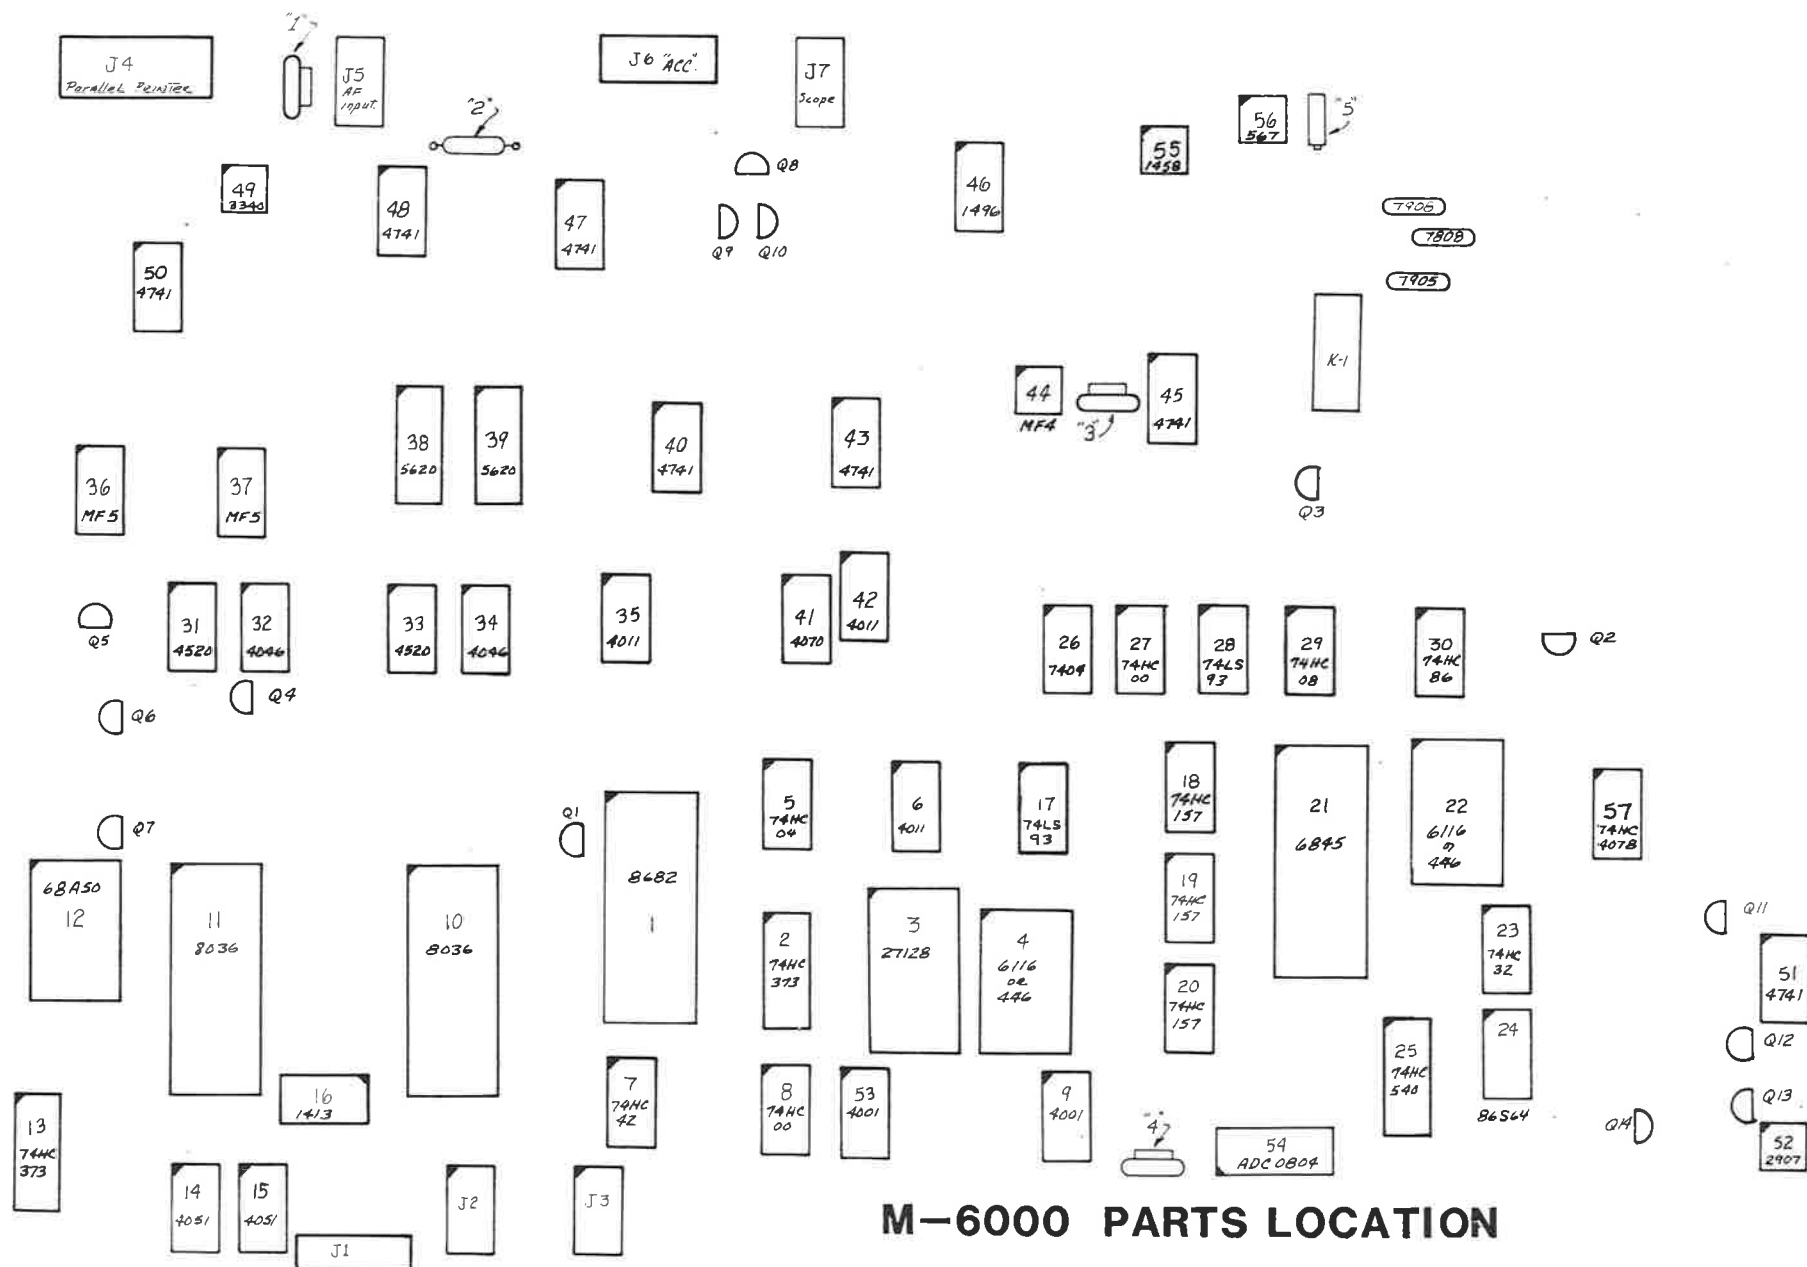 "1"
J4
Parallel Printer
J5
AF
input.
"2"
J6 "ACC".
J7
Scope
56
567
"5"
55
1458
49
3340
48
4741
47
4741
Q8
Q9
Q10
46
1496
7906
7808
7905
50
4741
K-1
44
MF4
"3"
45
4741
38
5620
39
5620
40
4741
43
4741
36
MF5
37
MF5
Q3
Q5
31
4520
32
4046
33
4520
34
4046
35
4011
41
4070
42
4011
26
7404
27
74HC
00
28
74LS
93
29
74HC
08
30
74HC
86
Q2
Q6
Q4
Q7
Q1
5
74HC
04
6
4011
17
74LS
93
18
74HC
157
21
6845
22
6116
or
446
57
74HC
4078
68A50
12
11
8036
10
8036
8682
1
2
74HC
373
3
27128
4
6116
OR
446
19
74HC
157
20
74HC
157
23
74HC
32
Q11
51
4741
24
86S64
25
74HC
540
Q12
Q13
Q14
52
2907
13
74HC
373
16
1413
7
74HC
42
8
74HC
00
53
4001
9
4001
"4"
54
ADC0804
14
4051
15
4051
J2
J3
J1
M-6000 PARTS LOCATION